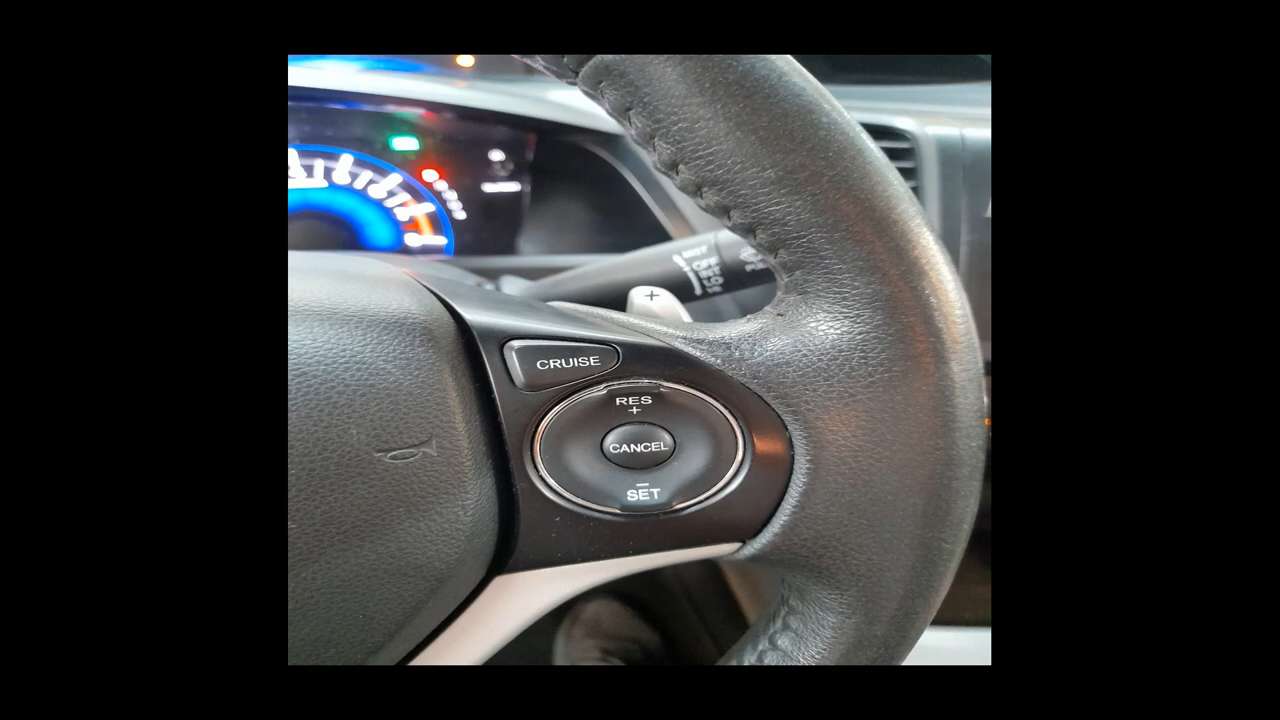 OFF
+
CRUISE
RES
+
CANCEL
−
SET